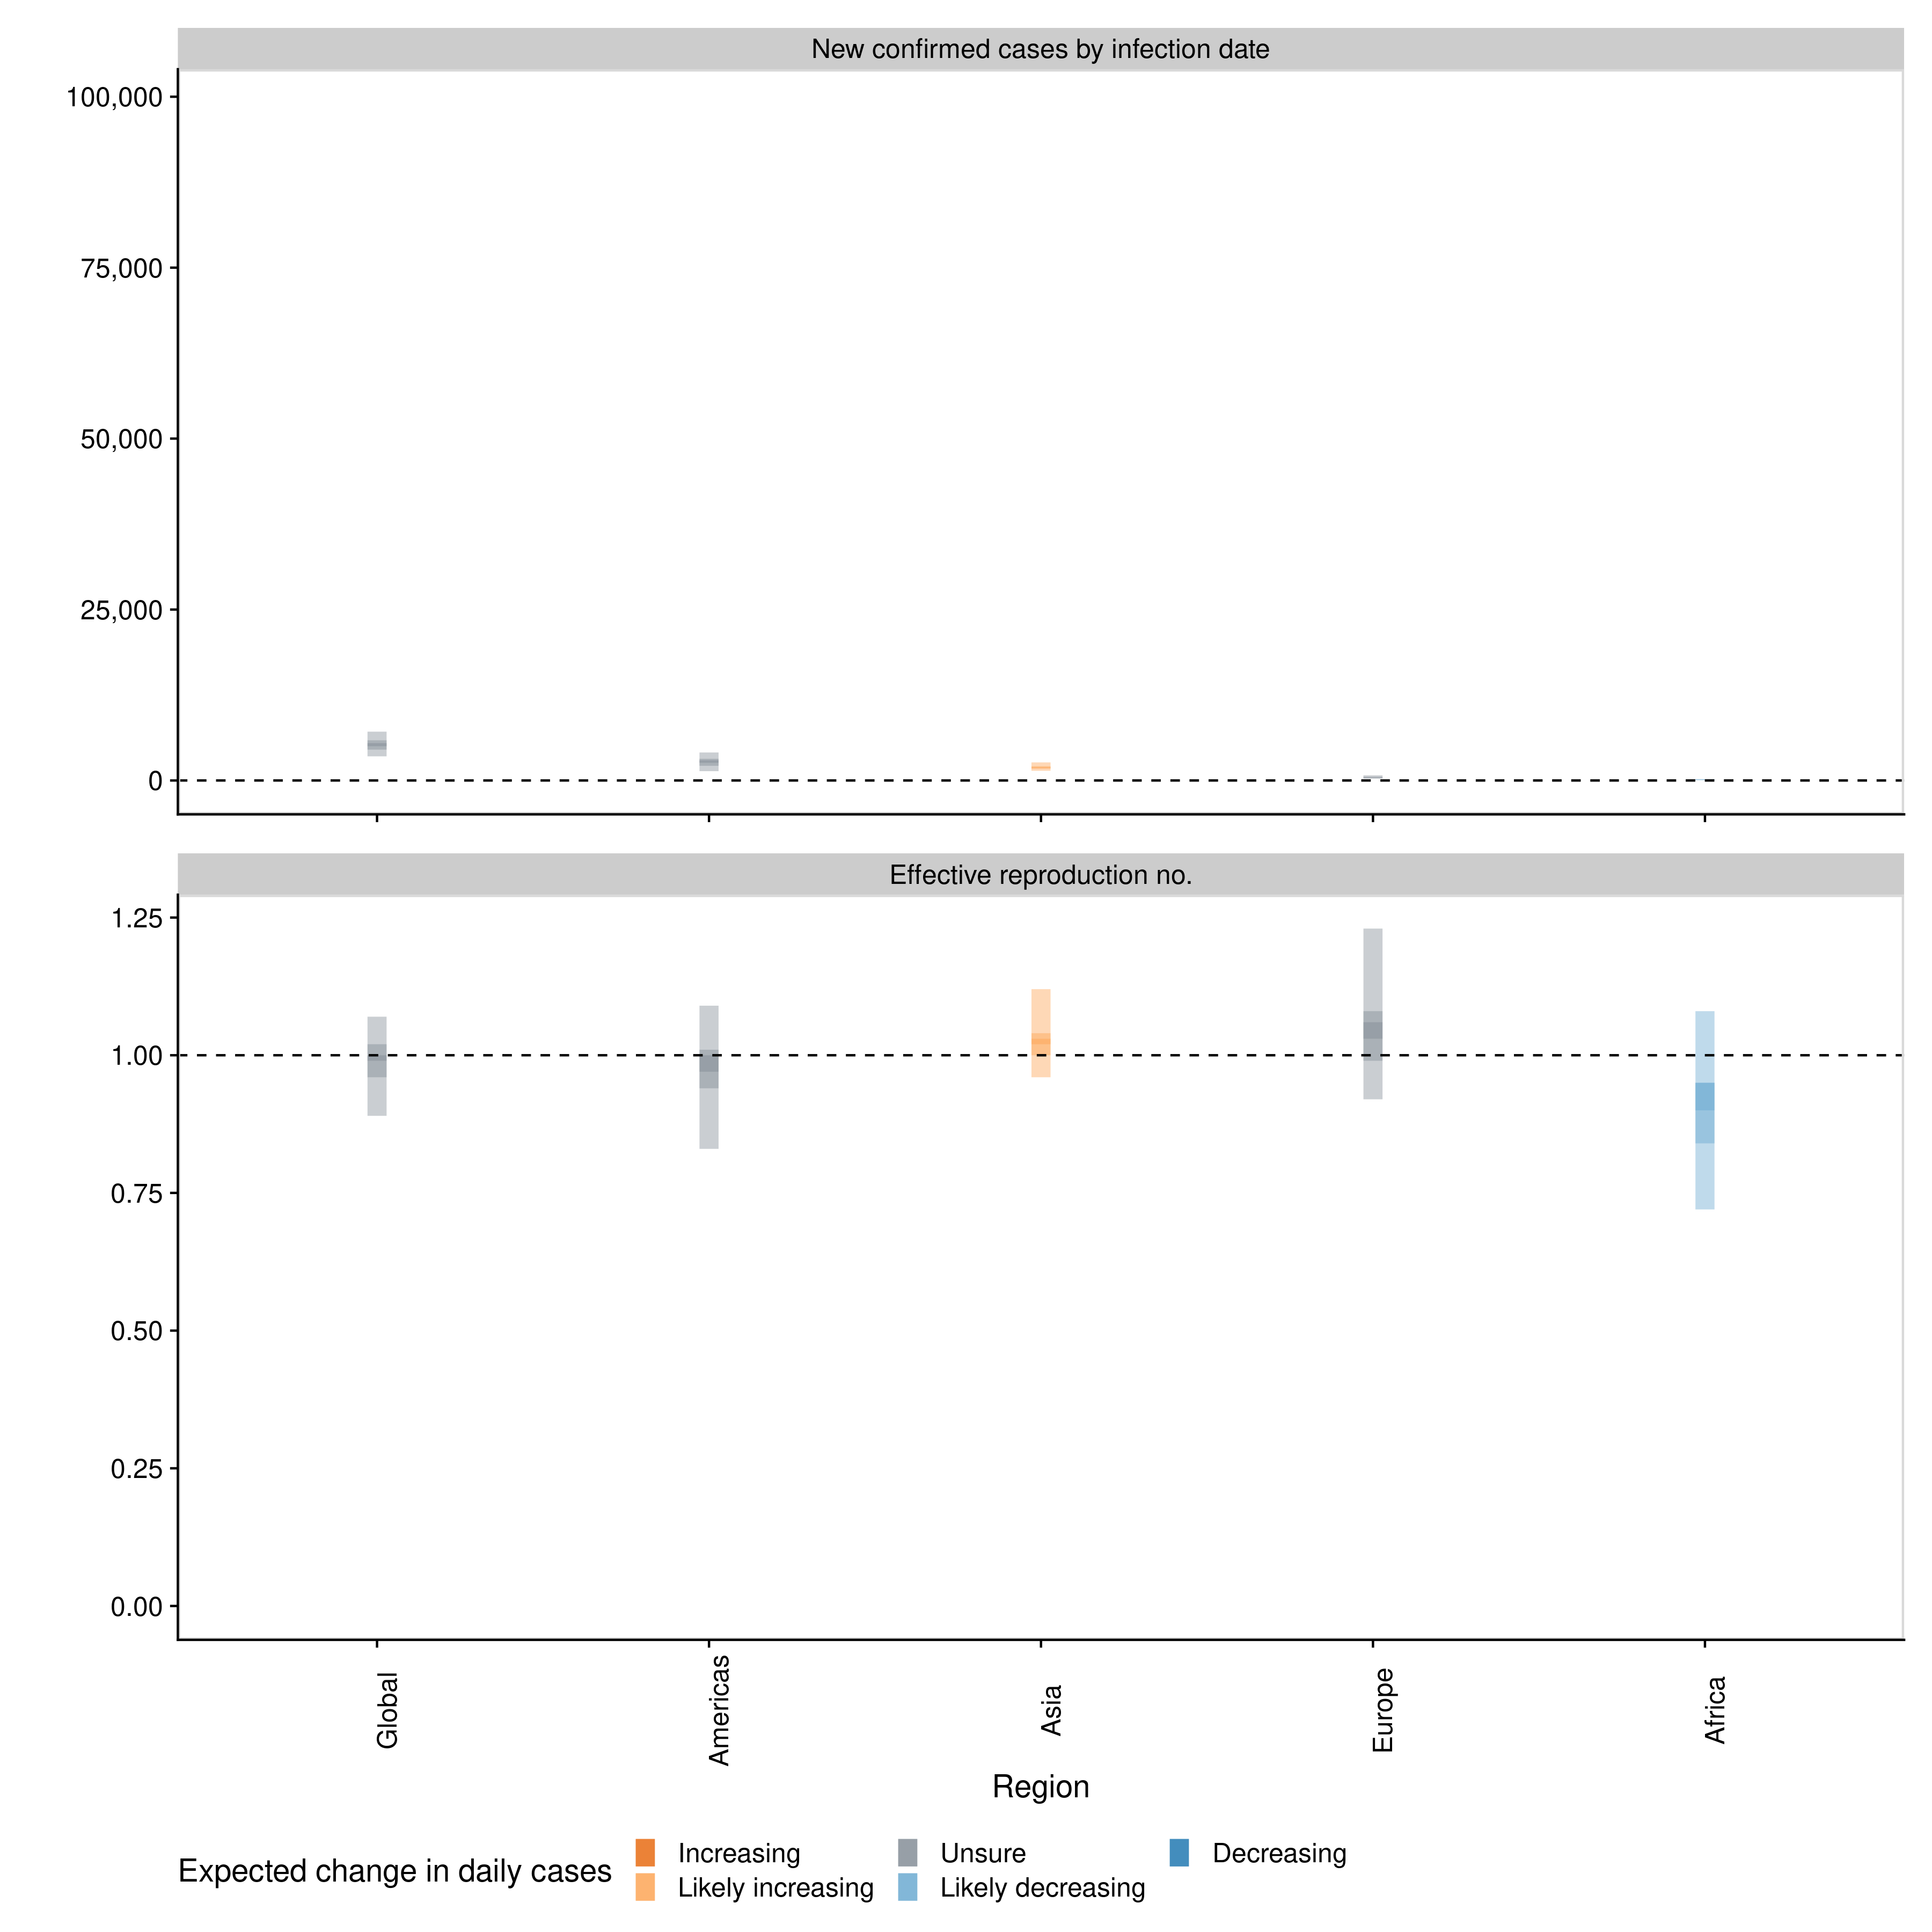 New confirmed cases by infection date
100,000
75,000
50,000
25,000
0
Effective reproduction no.
1.25
1.00
0.75
0.50
0.25
0.00
Global
Americas
Asia
Europe
Africa
Region
Expected change in daily cases
Increasing
Unsure
Decreasing
Likely increasing
Likely decreasing